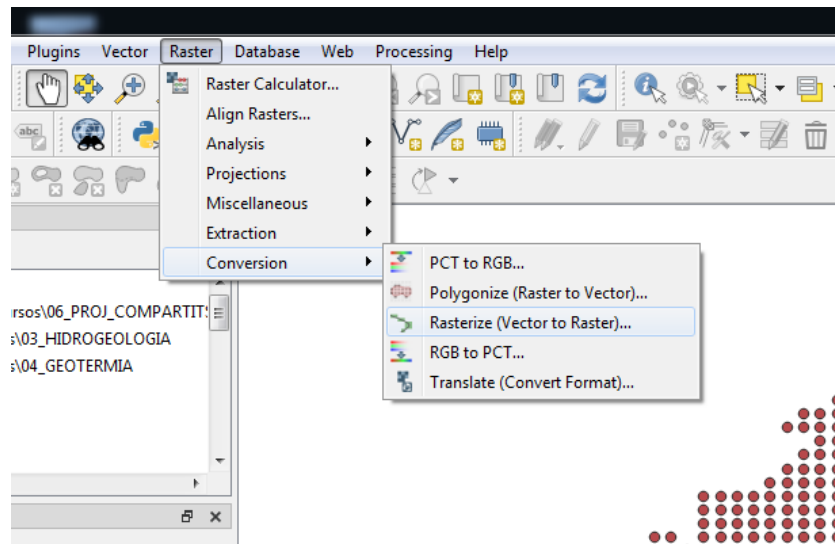 Plugins Vector Raster Database Web Processing Help
Raster Calculator...
Align Rasters...
abc
Analysis
Projections
Miscellaneous
Extraction
Conversion
PCT to RGB...
Polygonize (Raster to Vector)...
rsos\06_PROJ_COMPARTITS
Rasterize (Vector to Raster)...
s\03_HIDROGEOLOGIA
RGB to PCT...
s\04_GEOTERMIA
Translate (Convert Format)...